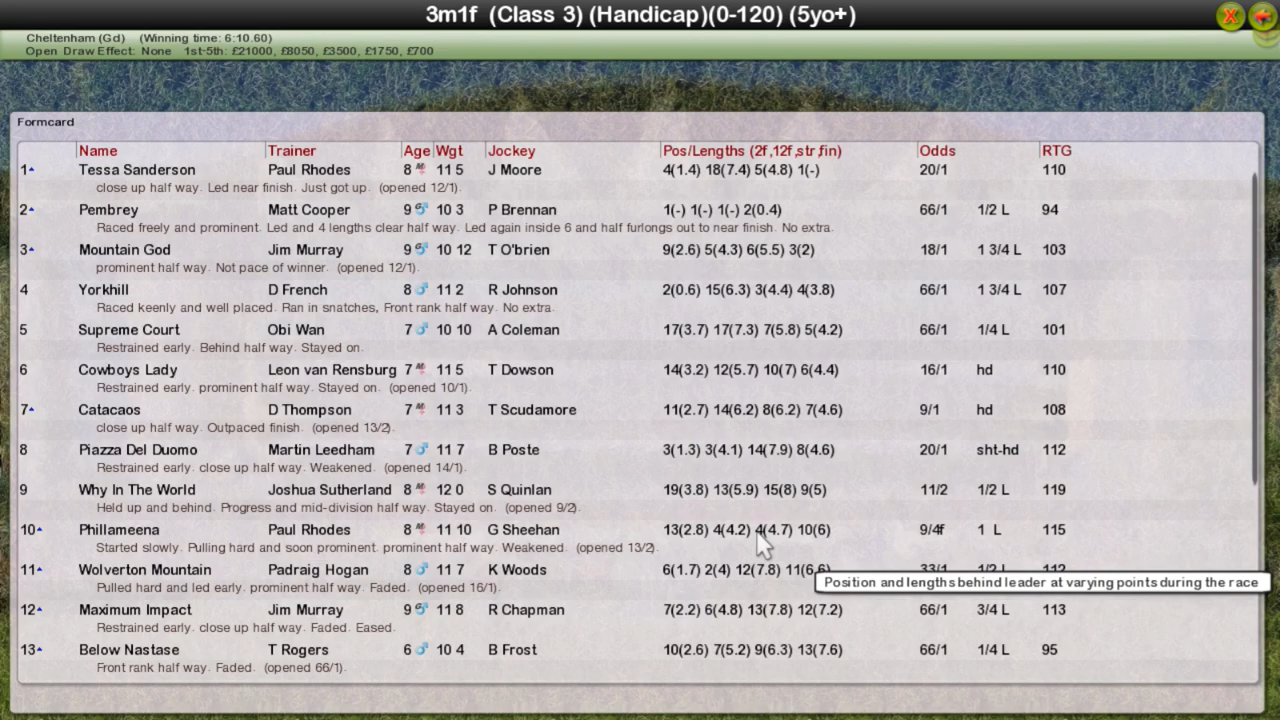 3m1f (Class 3) (Handicap)(0-120) (5yo+)
Cheltenham (Gd) (Winning time: 6:10.60)
Open Draw Effect: None 1st-5th: £21000, £8050, £3500, £1750, £700
Formcard
Name Trainer Age Wgt Jockey Pos/Lengths (2f,12f,str,fin) Odds RTG
1 Tessa Sanderson Paul Rhodes 8 11 5 J Moore 4(1.4) 18(7.4) 5(4.8) 1(-) 20/1 110
close up half way. Led near finish. Just got up. (opened 12/1).
2 Pembrey Matt Cooper 9 10 3 P Brennan 1(-) 1(-) 1(-) 2(0.4) 66/1 1/2 L 94
Raced freely and prominent. Led and 4 lengths clear half way. Led again inside 6 and half furlongs out to near finish. No extra.
3 Mountain God Jim Murray 9 10 12 T O'brien 9(2.6) 5(4.3) 6(5.5) 3(2) 18/1 1 3/4 L 103
prominent half way. Not pace of winner. (opened 12/1).
4 Yorkhill D French 8 11 2 R Johnson 2(0.6) 15(6.3) 3(4.4) 4(3.8) 66/1 1 3/4 L 107
Raced keenly and well placed. Ran in snatches, Front rank half way. No extra.
5 Supreme Court Obi Wan 7 10 10 A Coleman 17(3.7) 17(7.3) 7(5.8) 5(4.2) 66/1 1/4 L 101
Restrained early. Behind half way. Stayed on.
6 Cowboys Lady Leon van Rensburg 7 11 5 T Dowson 14(3.2) 12(5.7) 10(7) 6(4.4) 16/1 hd 110
Restrained early. prominent half way. Stayed on. (opened 10/1).
7 Catacaos D Thompson 7 11 3 T Scudamore 11(2.7) 14(6.2) 8(6.2) 7(4.6) 9/1 hd 108
close up half way. Outpaced finish. (opened 13/2).
8 Piazza Del Duomo Martin Leedham 7 11 7 B Poste 3(1.3) 3(4.1) 14(7.9) 8(4.6) 20/1 sht-hd 112
Restrained early. close up half way. Weakened. (opened 14/1).
9 Why In The World Joshua Sutherland 8 12 0 S Quinlan 19(3.8) 13(5.9) 15(8) 9(5) 11/2 1/2 L 119
Held up and behind. Progress and mid-division half way. Stayed on. (opened 9/2).
10 Phillameena Paul Rhodes 8 11 10 G Sheehan 13(2.8) 4(4.2) 4(4.7) 10(6) 9/4f 1 L 115
Started slowly. Pulling hard and soon prominent. prominent half way. Weakened. (opened 13/2).
11 Wolverton Mountain Padraig Hogan 8 11 7 K Woods 6(1.7) 2(4) 12(7.8) 11(6.6) 33/1 1/2 L 112
Position and lengths behind leader at varying points during the race
Pulled hard and led early. prominent half way. Faded. (opened 16/1).
12 Maximum Impact Jim Murray 9 11 8 R Chapman 7(2.2) 6(4.8) 13(7.8) 12(7.2) 66/1 3/4 L 113
Restrained early. close up half way. Faded. Eased.
13 Below Nastase T Rogers 6 10 4 B Frost 10(2.6) 7(5.2) 9(6.3) 13(7.6) 66/1 1/4 L 95
Front rank half way. Faded. (opened 66/1).